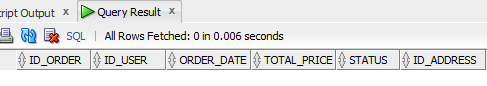 ript Output × Query Result ×
SQL | All Rows Fetched: 0 in 0.006 seconds
ID_ORDER ID_USER ORDER_DATE TOTAL_PRICE STATUS ID_ADDRESS